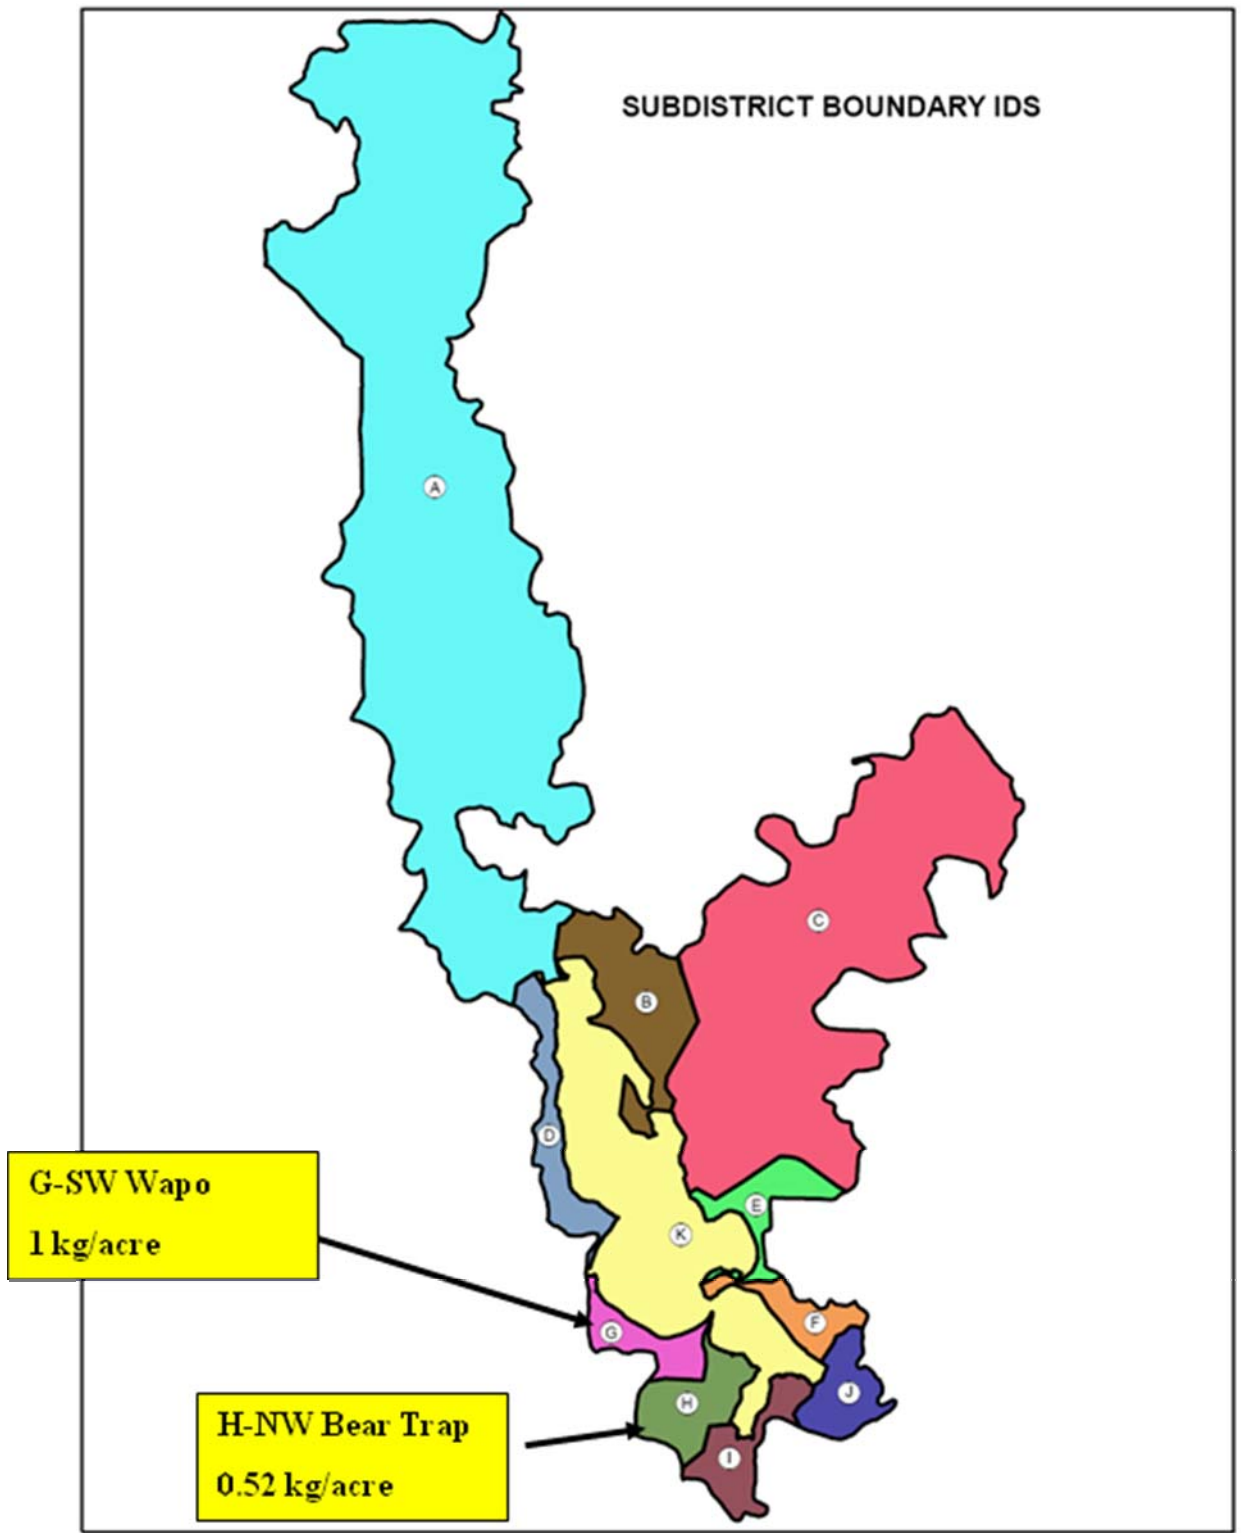 SUBDISTRICT BOUNDARY IDS
A
C
B
D
E
K
G-SW Wapo
1 kg/acre
F
G
J
H
I
H-NW Bear Trap
0.52 kg/acre